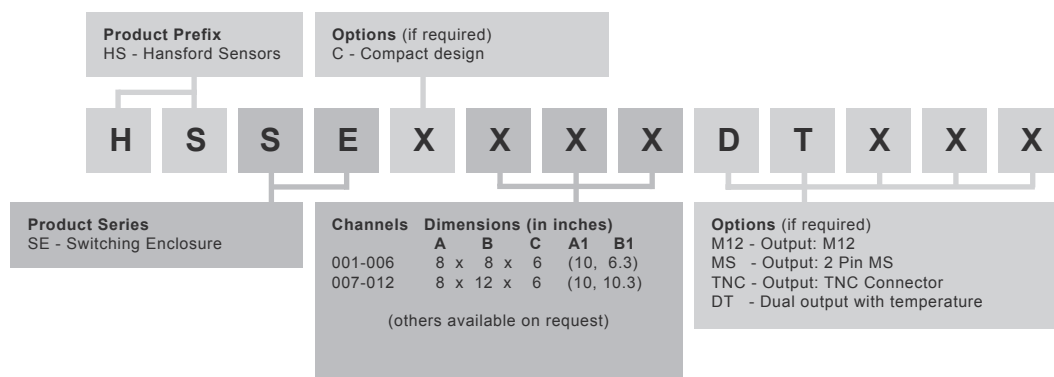 Product Prefix
HS - Hansford Sensors
Options (if required)
C - Compact design
H S S E X X X X D T X X X
Product Series
SE - Switching Enclosure
Channels Dimensions (in inches)
A B C A1 B1
001-006 8 x 8 x 6 (10, 6.3)
007-012 8 x 12 x 6 (10, 10.3)
(others available on request)
Options (if required)
M12 - Output: M12
MS - Output: 2 Pin MS
TNC - Output: TNC Connector
DT - Dual output with temperature